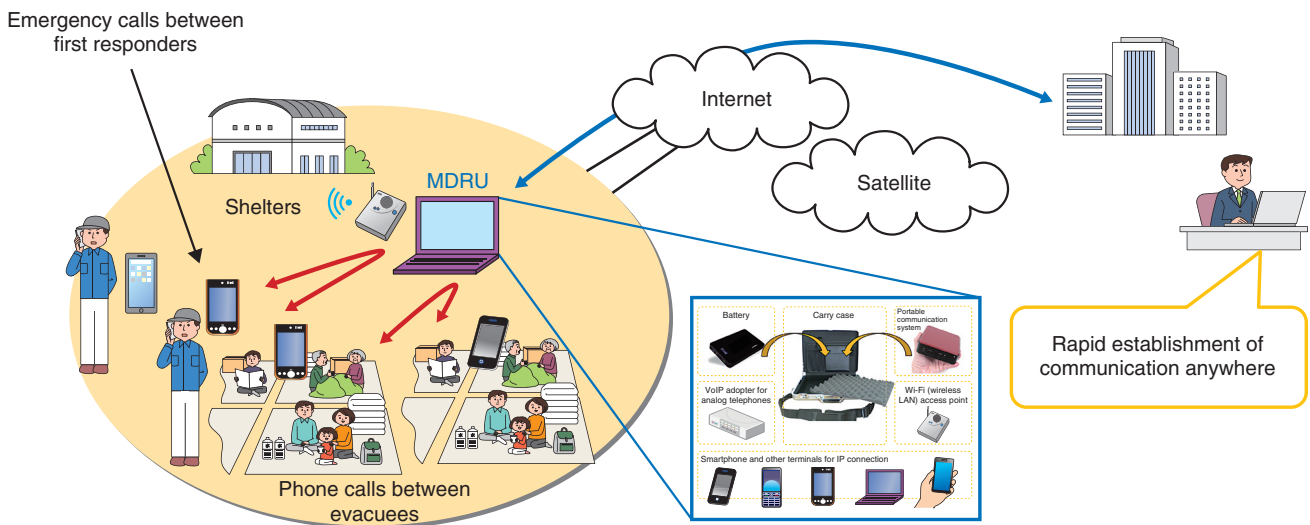 Emergency calls between
first responders
Internet
Satellite
MDRU
Shelters
Phone calls between
evacuees
Battery
Carry case
Portable
communication
system
VoIP adopter for
analog telephones
Wi-Fi (wireless
LAN) access point
Smartphone and other terminals for IP connection
Rapid establishment of
communication anywhere